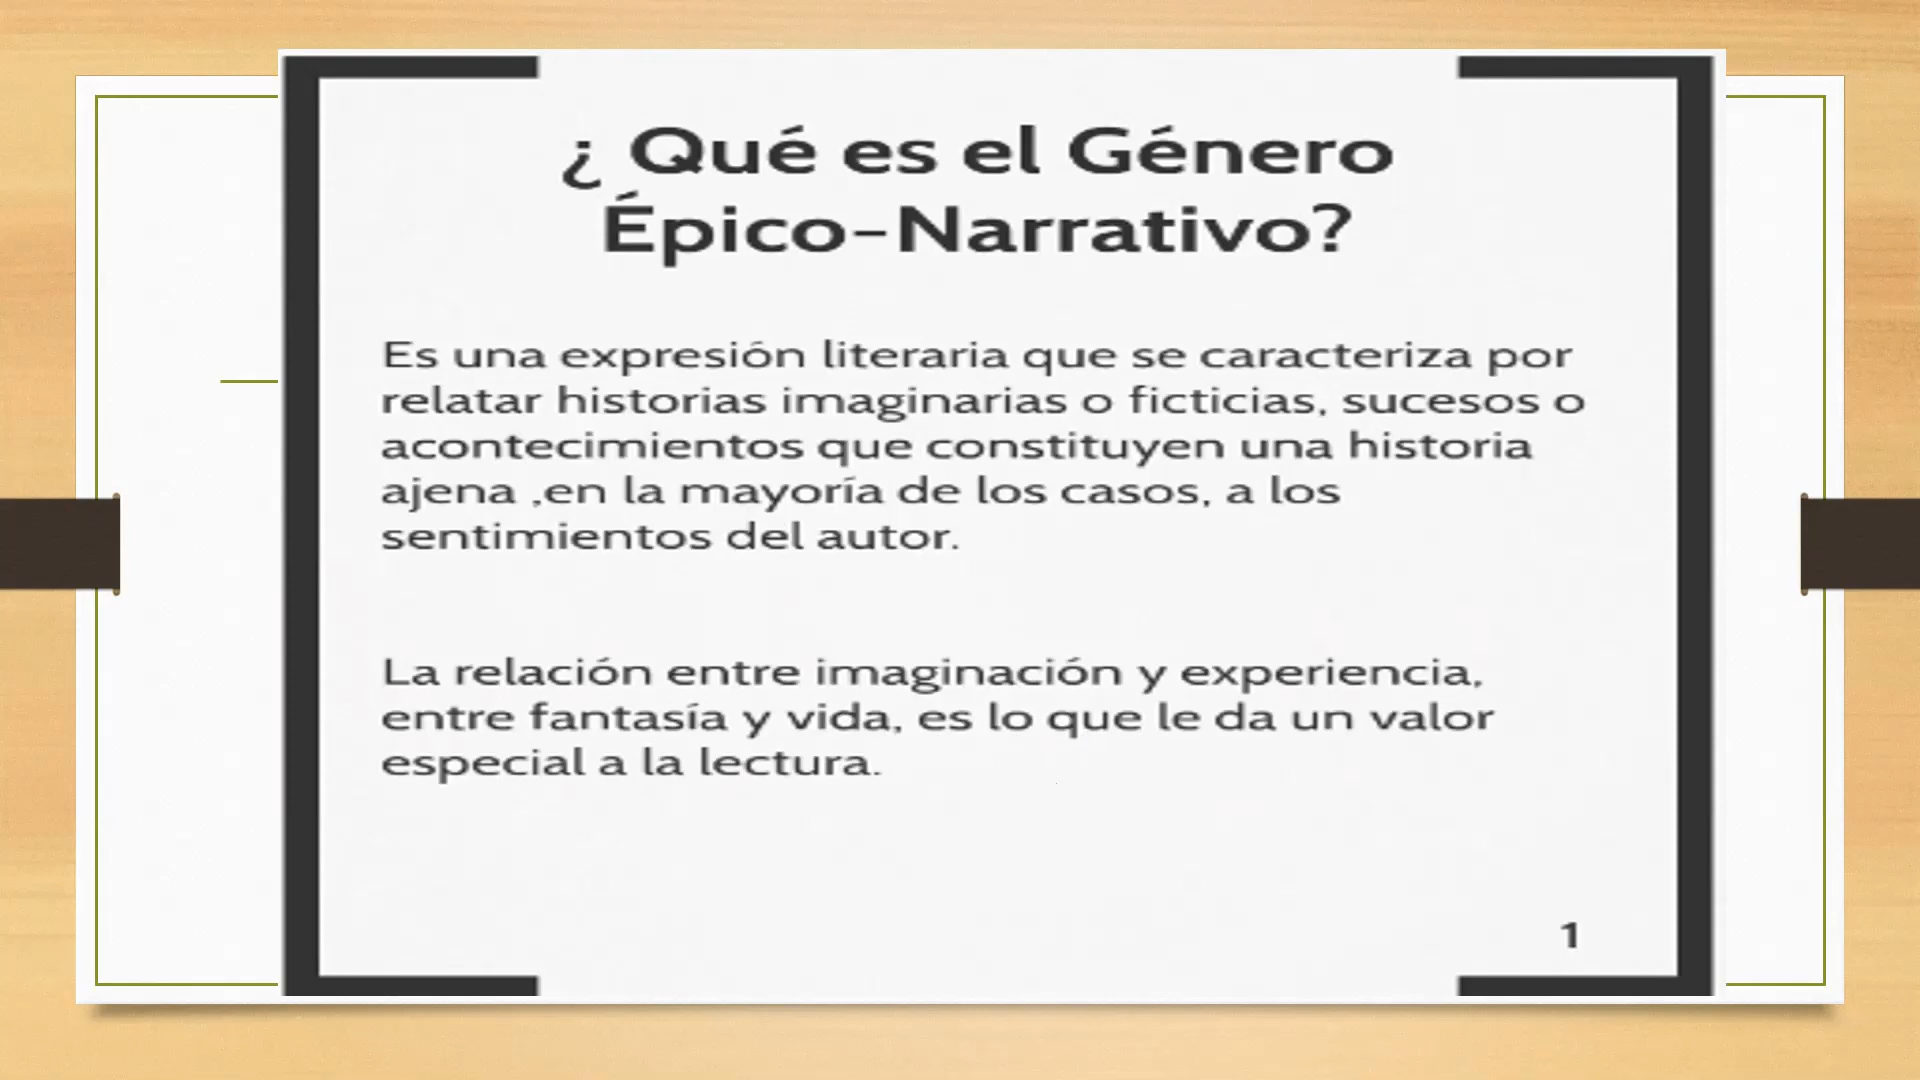 ¿ Qué es el Género
Épico-Narrativo?
Es una expresión literaria que se caracteriza por
relatar historias imaginarias o ficticias, sucesos o
acontecimientos que constituyen una historia
ajena ,en la mayoría de los casos, a los
sentimientos del autor.
La relación entre imaginación y experiencia,
entre fantasía y vida, es lo que le da un valor
especial a la lectura.
1